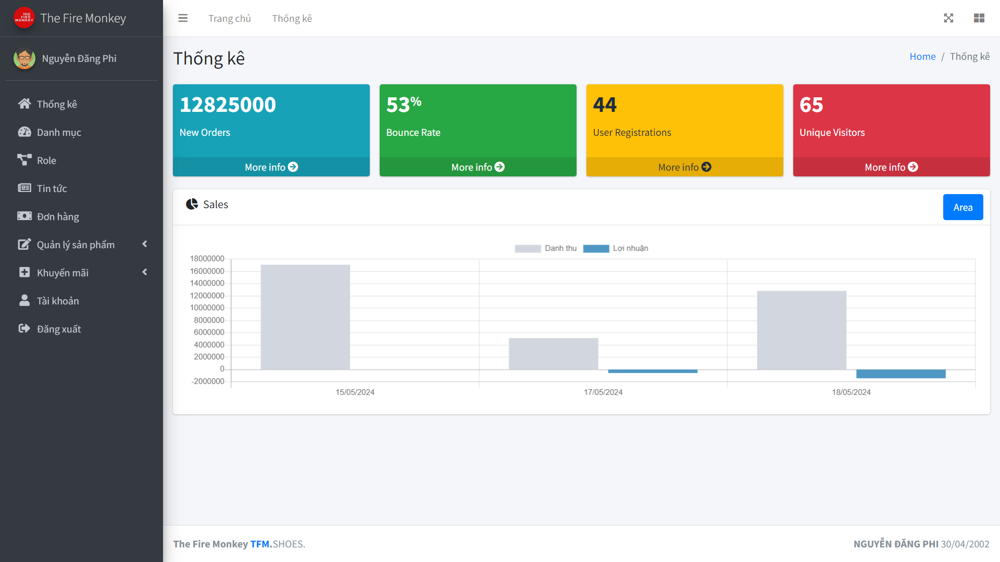 THE FIRE MONKEY
The Fire Monkey
Nguyễn Đăng Phi
Thống kê
Danh mục
Role
Tin tức
Đơn hàng
Quản lý sản phẩm
Khuyến mãi
Tài khoản
Đăng xuất
Trang chủ Thống kê
Thống kê
Home / Thống kê
12825000
New Orders
More info
53%
Bounce Rate
More info
44
User Registrations
More info
65
Unique Visitors
More info
Sales
Area
Danh thu Lợi nhuận
18000000
16000000
14000000
12000000
10000000
8000000
6000000
4000000
2000000
0
-2000000
15/05/2024 17/05/2024 18/05/2024
The Fire Monkey TFM.SHOES.
NGUYỄN ĐĂNG PHI 30/04/2002